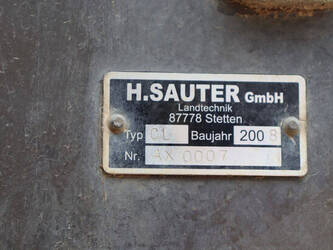 H.SAUTER GmbH
Landtechnik
87778 Stetten
Typ CL Baujahr 2008
Nr. AX 0007